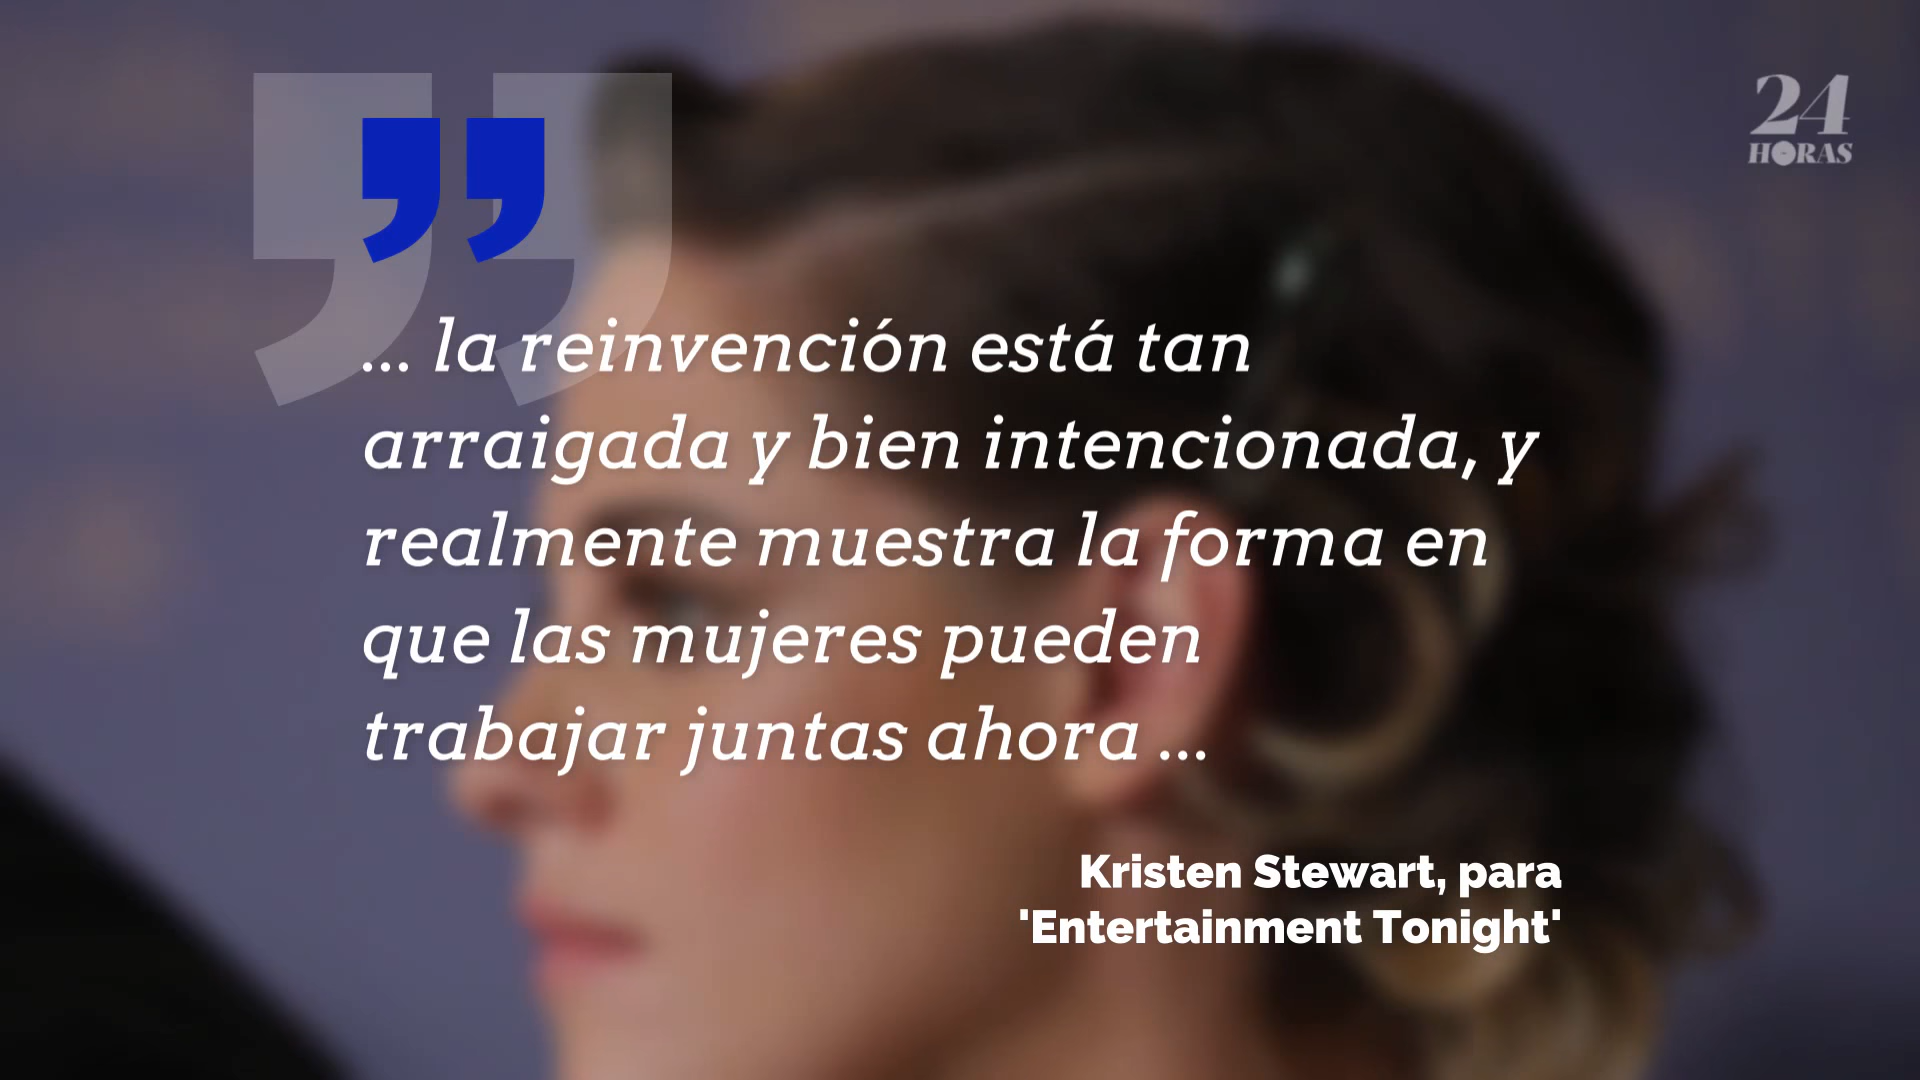 24
HORAS
... la reinvención está tan
arraigada y bien intencionada, y
realmente muestra la forma en
que las mujeres pueden
trabajar juntas ahora ...
Kristen Stewart, para
'Entertainment Tonight'